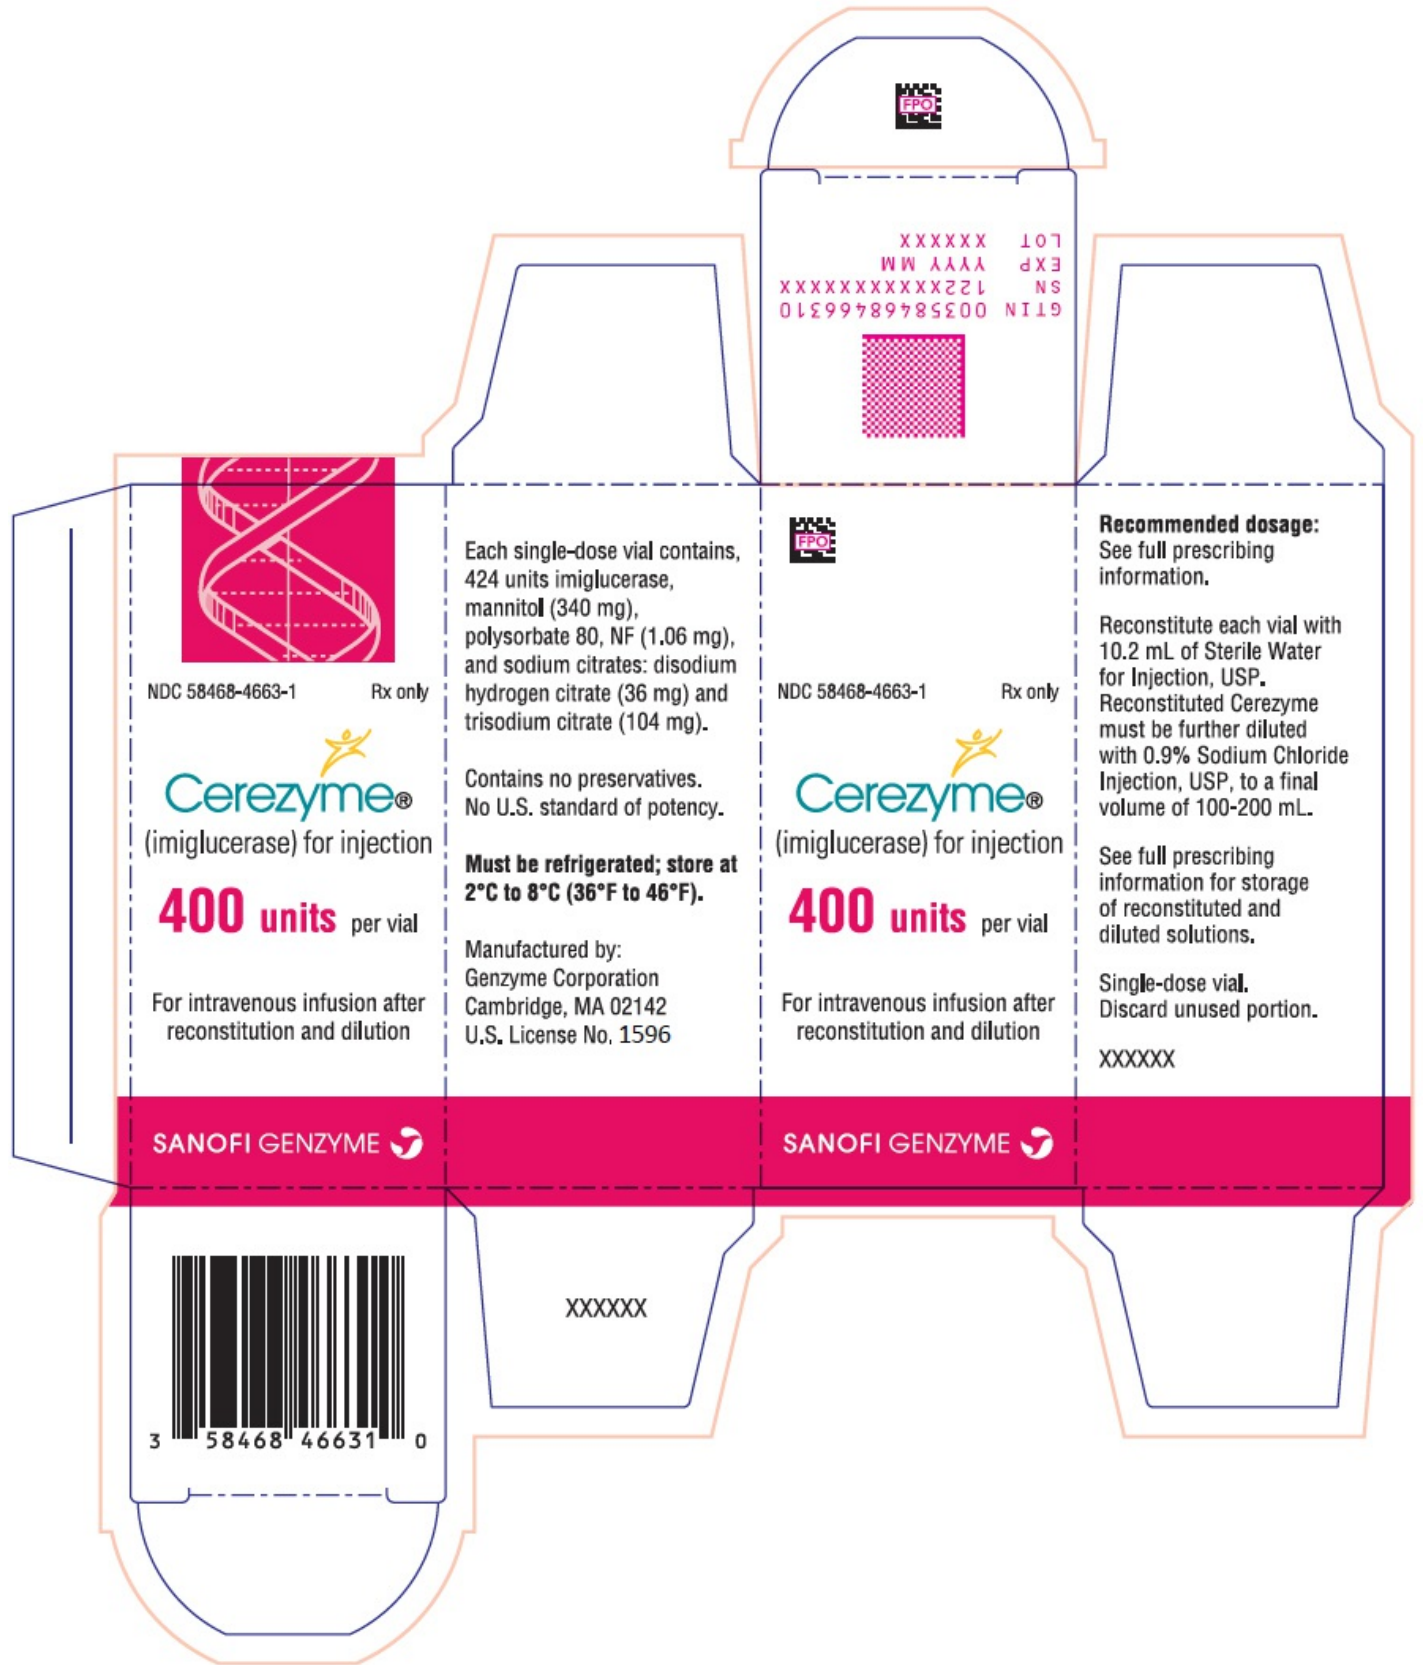 FPO
LOT XXXXXX
EXP YYYY MM
SN 122XXXXXXXXXXX
GTIN 00358468466310
NDC 58468-4663-1 Rx only
Cerezyme®
(imiglucerase) for injection
400 units per vial
For intravenous infusion after
reconstitution and dilution
SANOFI GENZYME
3 58468 46631 0
Each single-dose vial contains,
424 units imiglucerase,
mannitol (340 mg),
polysorbate 80, NF (1.06 mg),
and sodium citrates: disodium
hydrogen citrate (36 mg) and
trisodium citrate (104 mg).
Contains no preservatives.
No U.S. standard of potency.
Must be refrigerated; store at
2°C to 8°C (36°F to 46°F).
Manufactured by:
Genzyme Corporation
Cambridge, MA 02142
U.S. License No. 1596
XXXXXX
FPO
NDC 58468-4663-1 Rx only
Cerezyme®
(imiglucerase) for injection
400 units per vial
For intravenous infusion after
reconstitution and dilution
SANOFI GENZYME
Recommended dosage:
See full prescribing
information.
Reconstitute each vial with
10.2 mL of Sterile Water
for Injection, USP.
Reconstituted Cerezyme
must be further diluted
with 0.9% Sodium Chloride
Injection, USP, to a final
volume of 100-200 mL.
See full prescribing
information for storage
of reconstituted and
diluted solutions.
Single-dose vial.
Discard unused portion.
XXXXXX